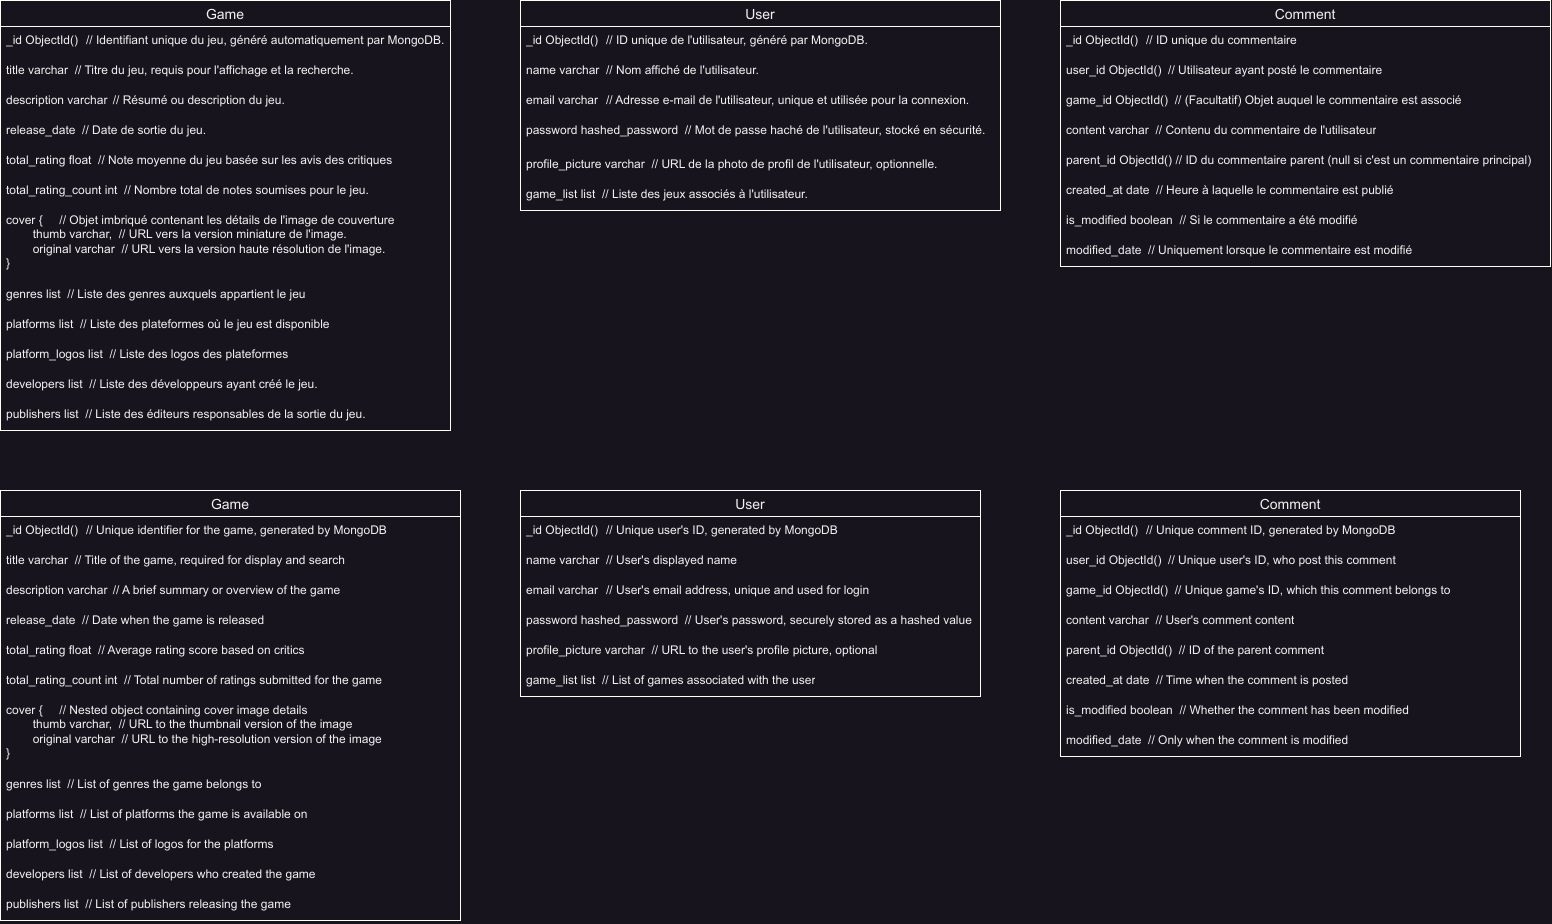 Game
_id ObjectId()  // Identifiant unique du jeu, généré automatiquement par MongoDB.
title varchar  // Titre du jeu, requis pour l'affichage et la recherche.
description varchar  // Résumé ou description du jeu.
release_date  // Date de sortie du jeu.
total_rating float  // Note moyenne du jeu basée sur les avis des critiques
total_rating_count int  // Nombre total de notes soumises pour le jeu.
cover {     // Objet imbriqué contenant les détails de l'image de couverture
thumb varchar,  // URL vers la version miniature de l'image.
original varchar  // URL vers la version haute résolution de l'image.
}
genres list  // Liste des genres auxquels appartient le jeu
platforms list  // Liste des plateformes où le jeu est disponible
platform_logos list  // Liste des logos des plateformes
developers list  // Liste des développeurs ayant créé le jeu.
publishers list  // Liste des éditeurs responsables de la sortie du jeu.
User
_id ObjectId()  // ID unique de l'utilisateur, généré par MongoDB.
name varchar  // Nom affiché de l'utilisateur.
email varchar  // Adresse e-mail de l'utilisateur, unique et utilisée pour la connexion.
password hashed_password  // Mot de passe haché de l'utilisateur, stocké en sécurité.
profile_picture varchar  // URL de la photo de profil de l'utilisateur, optionnelle.
game_list list  // Liste des jeux associés à l'utilisateur.
Comment
_id ObjectId()  // ID unique du commentaire
user_id ObjectId()  // Utilisateur ayant posté le commentaire
game_id ObjectId()  // (Facultatif) Objet auquel le commentaire est associé
content varchar  // Contenu du commentaire de l'utilisateur
parent_id ObjectId() // ID du commentaire parent (null si c'est un commentaire principal)
created_at date  // Heure à laquelle le commentaire est publié
is_modified boolean  // Si le commentaire a été modifié
modified_date  // Uniquement lorsque le commentaire est modifié
Game
_id ObjectId()  // Unique identifier for the game, generated by MongoDB
title varchar  // Title of the game, required for display and search
description varchar // A brief summary or overview of the game
release_date  // Date when the game is released
total_rating float  // Average rating score based on critics
total_rating_count int  // Total number of ratings submitted for the game
cover {     // Nested object containing cover image details
thumb varchar,  // URL to the thumbnail version of the image
original varchar  // URL to the high-resolution version of the image
}
genres list  // List of genres the game belongs to
platforms list  // List of platforms the game is available on
platform_logos list  // List of logos for the platforms
developers list  // List of developers who created the game
publishers list  // List of publishers releasing the game
User
_id ObjectId()  // Unique user's ID, generated by MongoDB
name varchar  // User's displayed name
email varchar  // User's email address, unique and used for login
password hashed_password  // User's password, securely stored as a hashed value
profile_picture varchar  // URL to the user's profile picture, optional
game_list list  // List of games associated with the user
Comment
_id ObjectId()  // Unique comment ID, generated by MongoDB
user_id ObjectId()  // Unique user's ID, who post this comment
game_id ObjectId()  // Unique game's ID, which this comment belongs to
content varchar  // User's comment content
parent_id ObjectId()  // ID of the parent comment
created_at date  // Time when the comment is posted
is_modified boolean  // Whether the comment has been modified
modified_date  // Only when the comment is modified